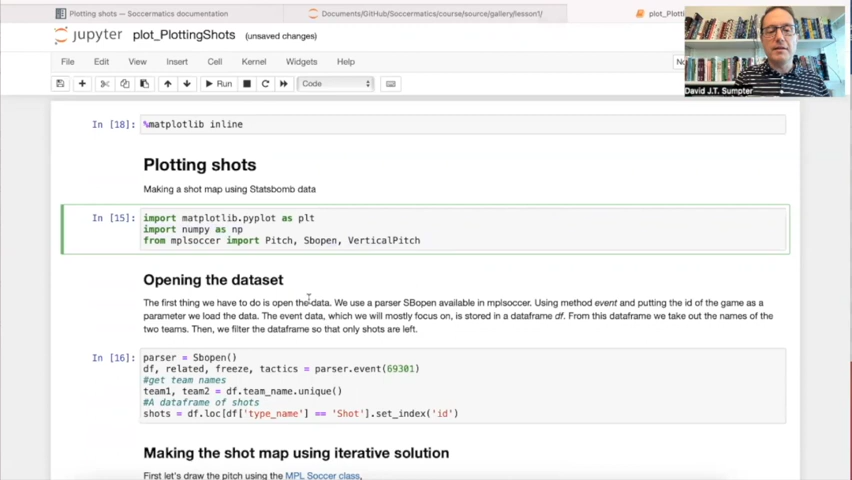 Plotting shots — Soccermatics documentation
Documents/GitHub/Soccermatics/course/source/gallery/lesson1/
plot_Plotti
jupyter plot_PlottingShots (unsaved changes)
File Edit View Insert Cell Kernel Widgets Help
Run Code
David J.T. Sumpter
In [18]: %matplotlib inline
Plotting shots
Making a shot map using Statsbomb data
In [15]: import matplotlib.pyplot as plt
import numpy as np
from mplsoccer import Pitch, Sbopen, VerticalPitch
Opening the dataset
The first thing we have to do is open the data. We use a parser SBopen available in mplsoccer. Using method event and putting the id of the game as a
parameter we load the data. The event data, which we will mostly focus on, is stored in a dataframe df. From this dataframe we take out the names of the
two teams. Then, we filter the dataframe so that only shots are left.
In [16]: parser = Sbopen()
df, related, freeze, tactics = parser.event(69301)
#get team names
team1, team2 = df.team_name.unique()
#A dataframe of shots
shots = df.loc[df['type_name'] == 'Shot'].set_index('id')
Making the shot map using iterative solution
First let's draw the pitch using the MPL Soccer class,